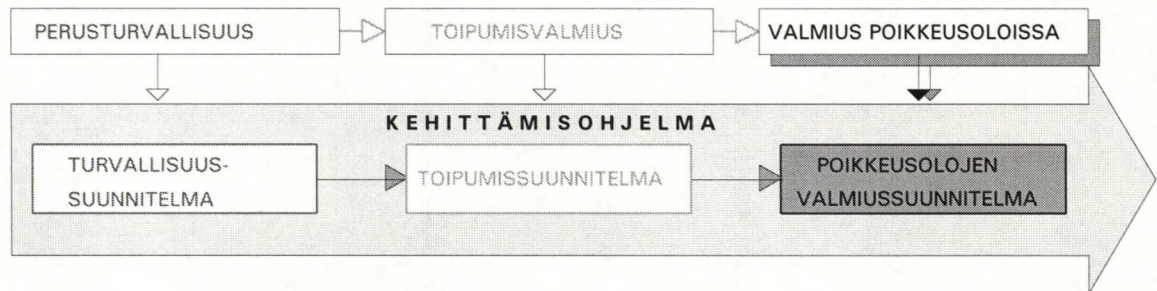 PERUSTURVALLISUUS
TOIPUMISVALMIUS
VALMIUS POIKKEUSOLOISSA
KEHITTÄMISOHJELMA
TURVALLISUUS-
SUUNNITELMA
TOIPUMISSUUNNITELMA
POIKKEUSOLOJEN
VALMIUSSUUNNITELMA